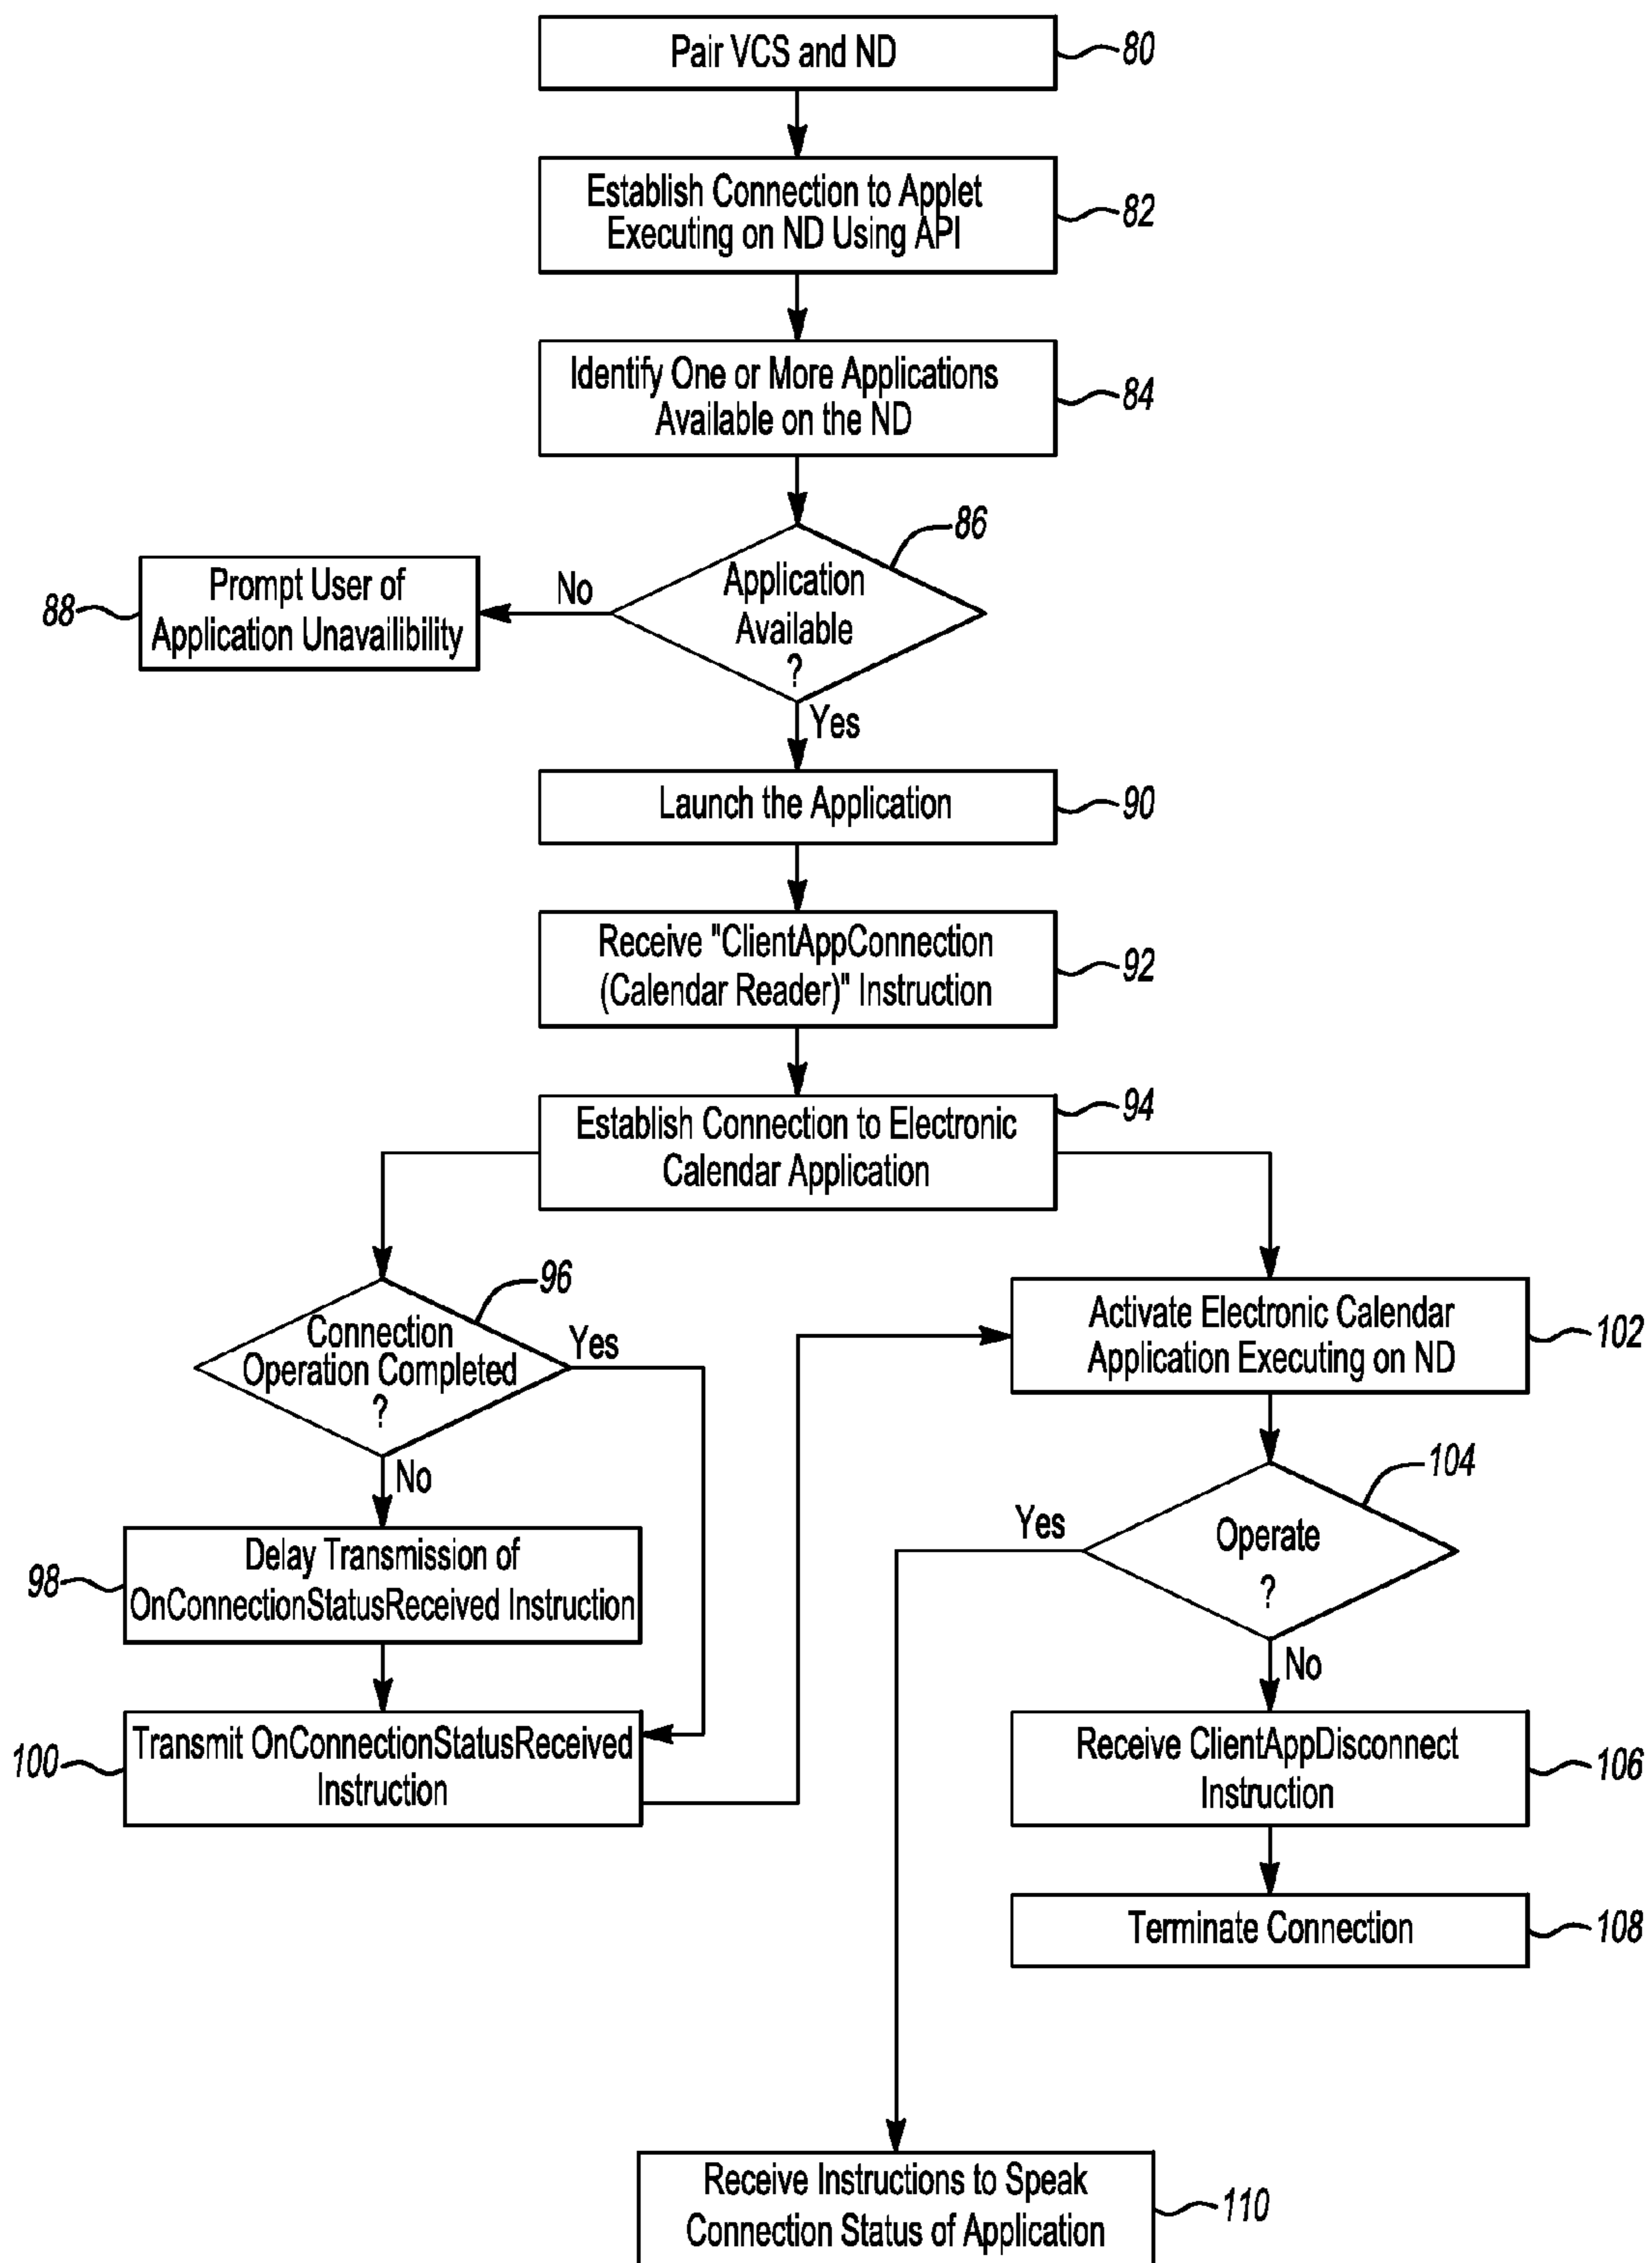 Pair VCS and ND
80
Establish Connection to Applet
Executing on ND Using API
82
Identify One or More Applications
Available on the ND
84
86
Application
Available
?
No
88
Prompt User of
Application Unavailibility
Yes
Launch the Application
90
Receive "ClientAppConnection
(Calendar Reader)" Instruction
92
Establish Connection to Electronic
Calendar Application
94
96
Connection
Operation Completed
?
Yes
No
98
Delay Transmission of
OnConnectionStatusReceived Instruction
100
Transmit OnConnectionStatusReceived
Instruction
Activate Electronic Calendar
Application Executing on ND
102
104
Operate
?
Yes
No
Receive ClientAppDisconnect
Instruction
106
Terminate Connection
108
Receive Instructions to Speak
Connection Status of Application
110